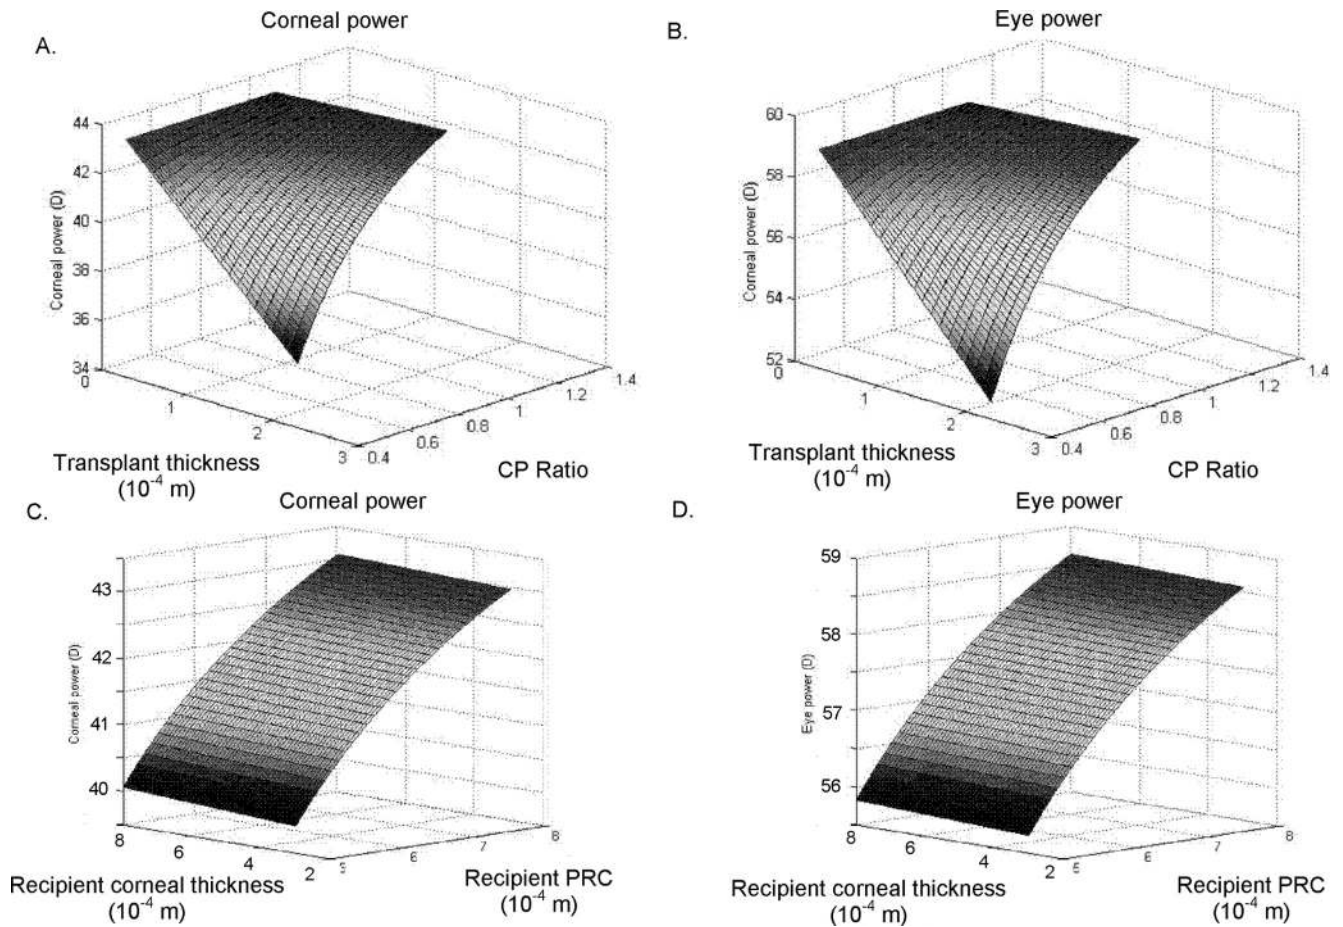 A.
Corneal power
44
42
40
38
36
34
Corneal power (D)
0
1
2
3
Transplant thickness
(10-4 m)
0.4
0.6
0.8
1
1.2
1.4
CP Ratio
B.
Eye power
60
58
56
54
52
Corneal power (D)
0
1
2
3
Transplant thickness
(10-4 m)
0.4
0.6
0.8
1
1.2
1.4
CP Ratio
C.
Corneal power
43
42
41
40
Corneal power (D)
8
6
4
2
Recipient corneal thickness
(10-4 m)
5
6
7
8
Recipient PRC
(10-4 m)
D.
Eye power
59
58
57
56
Eye power (D)
8
6
4
2
Recipient corneal thickness
(10-4 m)
5
6
7
8
Recipient PRC
(10-4 m)